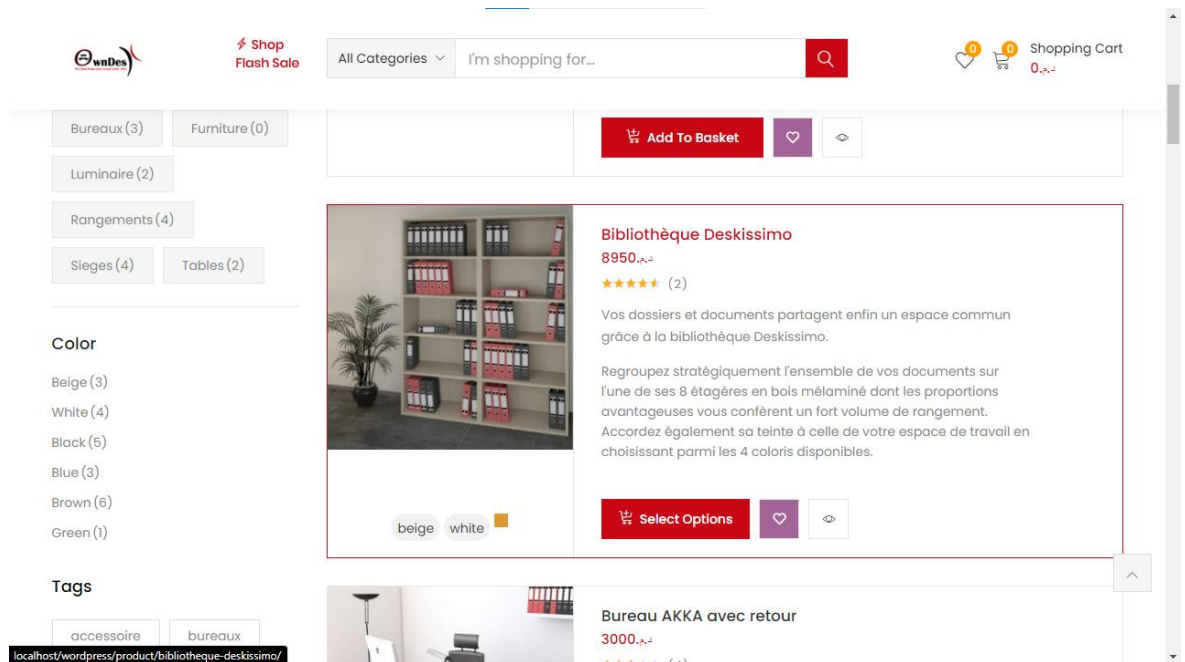 OwnDes
Shop
Flash Sale
All Categories
I'm shopping for...
0
0
Shopping Cart
0د.م.
Bureaux (3)
Furniture (0)
Luminaire (2)
Rangements (4)
Sieges (4)
Tables (2)
Color
Beige (3)
White (4)
Black (5)
Blue (3)
Brown (6)
Green (1)
Tags
accessoire
bureaux
Add To Basket
Bibliothèque Deskissimo
8950د.م.
(2)
Vos dossiers et documents partagent enfin un espace commun
grâce à la bibliothèque Deskissimo.
Regroupez stratégiquement l'ensemble de vos documents sur
l'une de ses 8 étagères en bois mélaminé dont les proportions
avantageuses vous confèrent un fort volume de rangement.
Accordez également sa teinte à celle de votre espace de travail en
choisissant parmi les 4 coloris disponibles.
beige
white
Select Options
Bureau AKKA avec retour
3000د.م.
localhost/wordpress/product/bibliotheque-deskissimo/